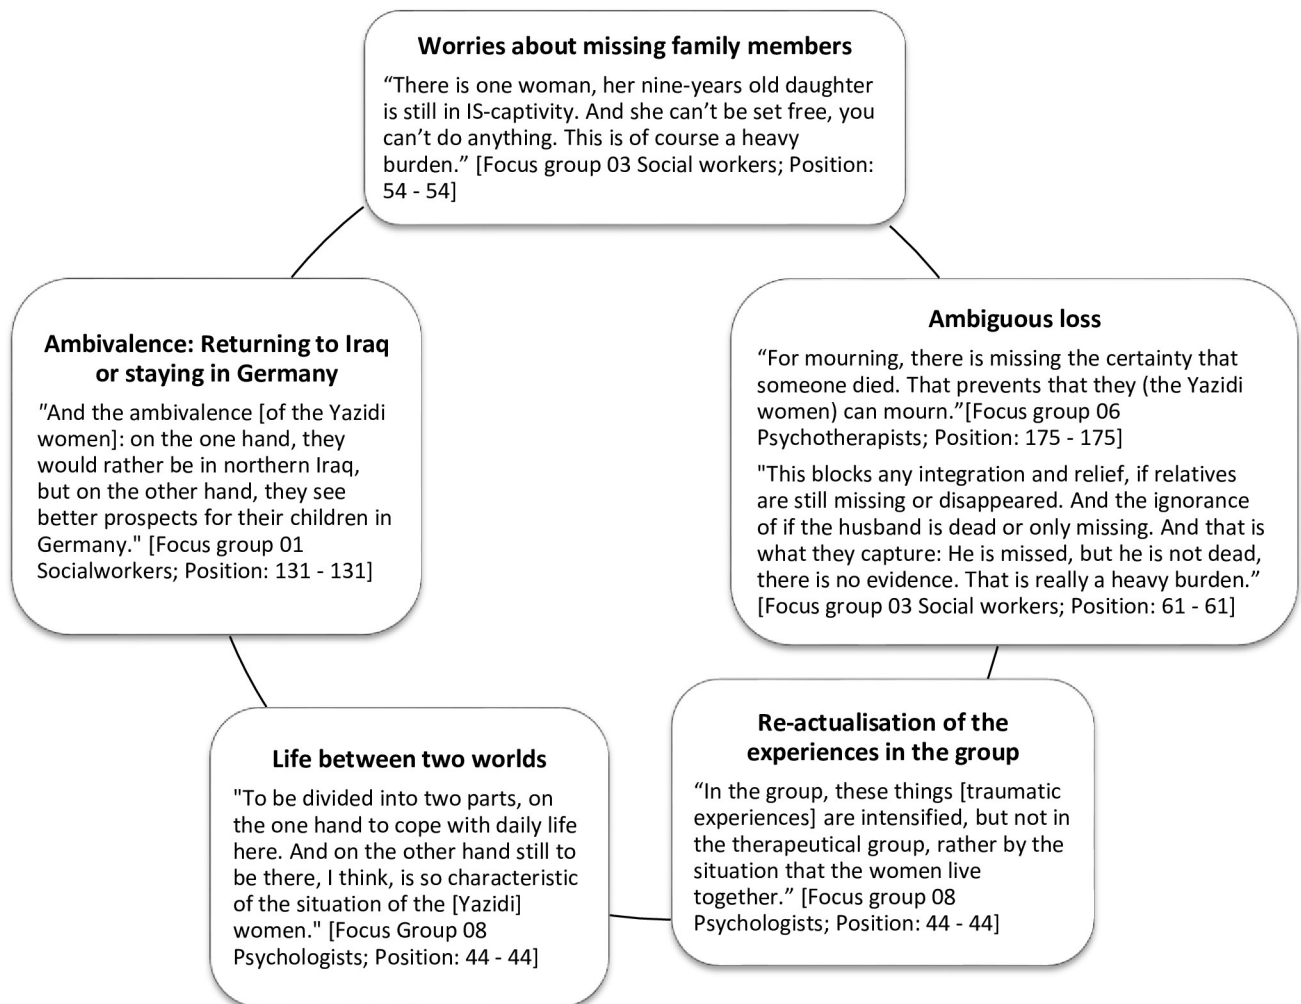 Worries about missing family members
“There is one woman, her nine-years old daughter
is still in IS-captivity. And she can’t be set free, you
can’t do anything. This is of course a heavy
burden.” [Focus group 03 Social workers; Position:
54 - 54]
Ambiguous loss
“For mourning, there is missing the certainty that
someone died. That prevents that they (the Yazidi
women) can mourn.”[Focus group 06
Psychotherapists; Position: 175 - 175]
"This blocks any integration and relief, if relatives
are still missing or disappeared. And the ignorance
of if the husband is dead or only missing. And that is
what they capture: He is missed, but he is not dead,
there is no evidence. That is really a heavy burden.”
[Focus group 03 Social workers; Position: 61 - 61]
Re-actualisation of the
experiences in the group
“In the group, these things [traumatic
experiences] are intensified, but not in
the therapeutical group, rather by the
situation that the women live
together.” [Focus group 08
Psychologists; Position: 44 - 44]
Life between two worlds
"To be divided into two parts, on
the one hand to cope with daily life
here. And on the other hand still to
be there, I think, is so characteristic
of the situation of the [Yazidi]
women." [Focus Group 08
Psychologists; Position: 44 - 44]
Ambivalence: Returning to Iraq
or staying in Germany
"And the ambivalence [of the Yazidi
women]: on the one hand, they
would rather be in northern Iraq,
but on the other hand, they see
better prospects for their children in
Germany." [Focus group 01
Socialworkers; Position: 131 - 131]